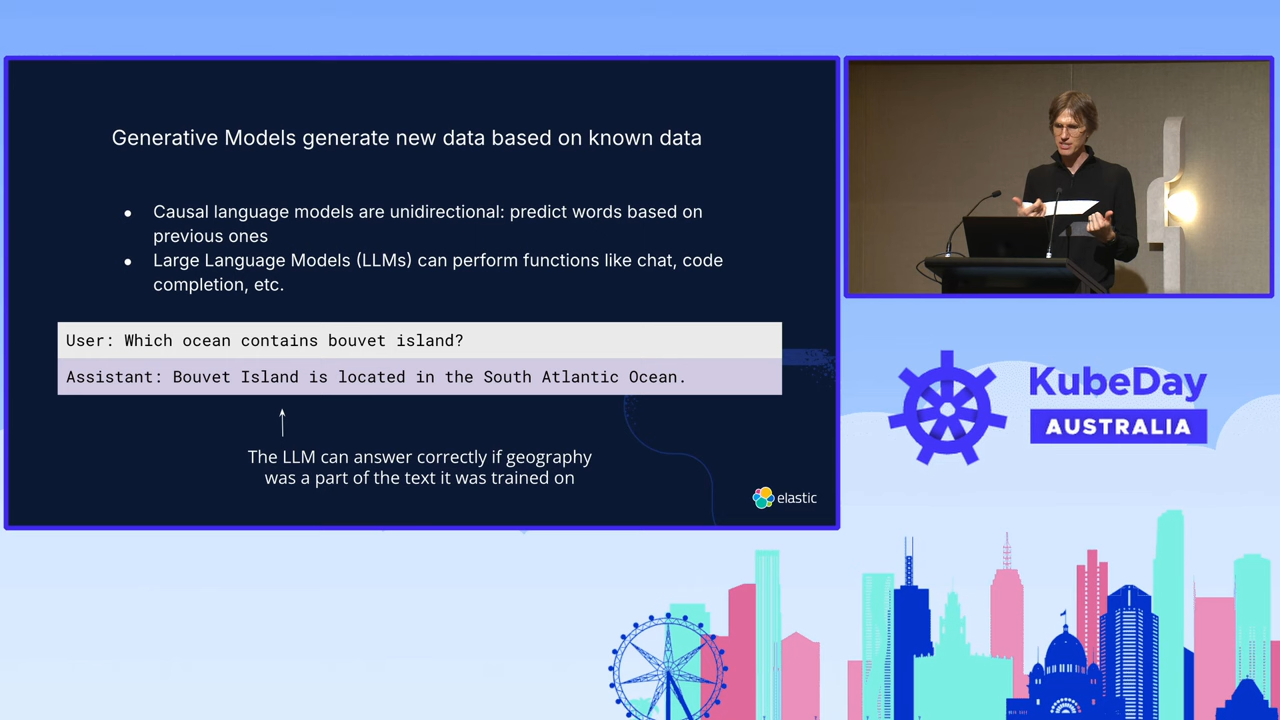 Generative Models generate new data based on known data
● Causal language models are unidirectional: predict words based on
previous ones
● Large Language Models (LLMs) can perform functions like chat, code
completion, etc.
User: Which ocean contains bouvet island?
Assistant: Bouvet Island is located in the South Atlantic Ocean.
The LLM can answer correctly if geography
was a part of the text it was trained on
elastic
KubeDay
AUSTRALIA